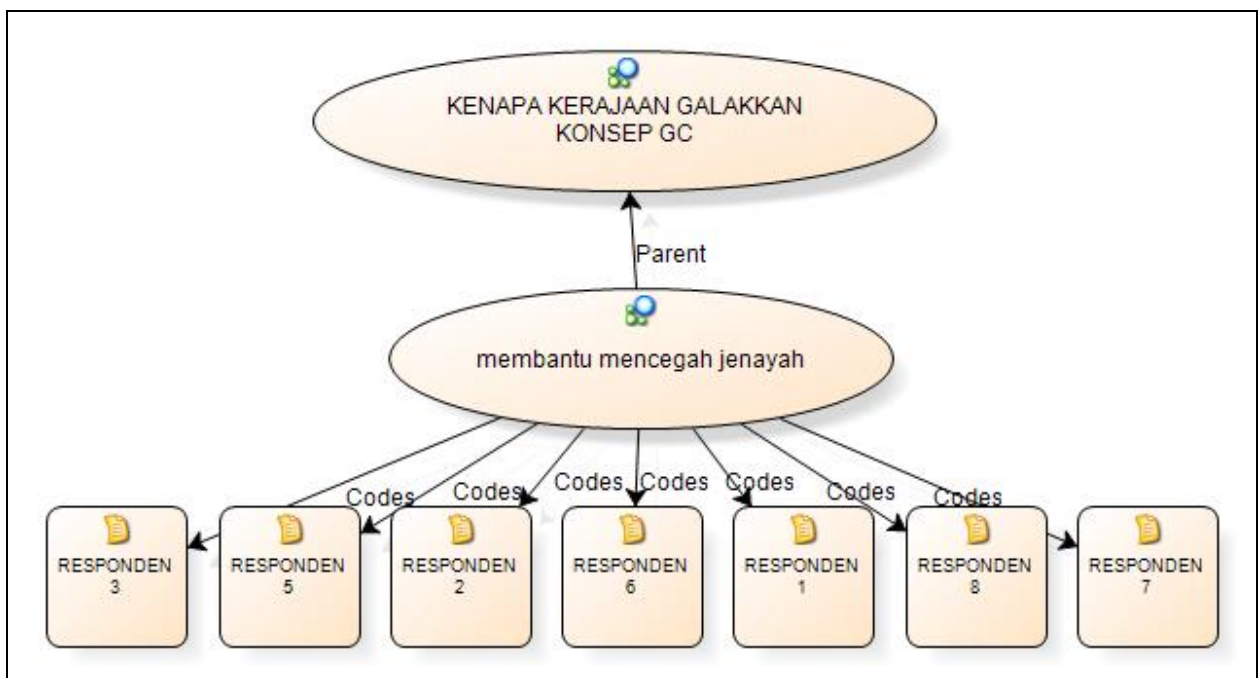 KENAPA KERAJAAN GALAKKAN
KONSEP GC
Parent
membantu mencegah jenayah
Codes
Codes
Codes
Codes
Codes
Codes
Codes
RESPONDEN
3
RESPONDEN
5
RESPONDEN
2
RESPONDEN
6
RESPONDEN
1
RESPONDEN
8
RESPONDEN
7